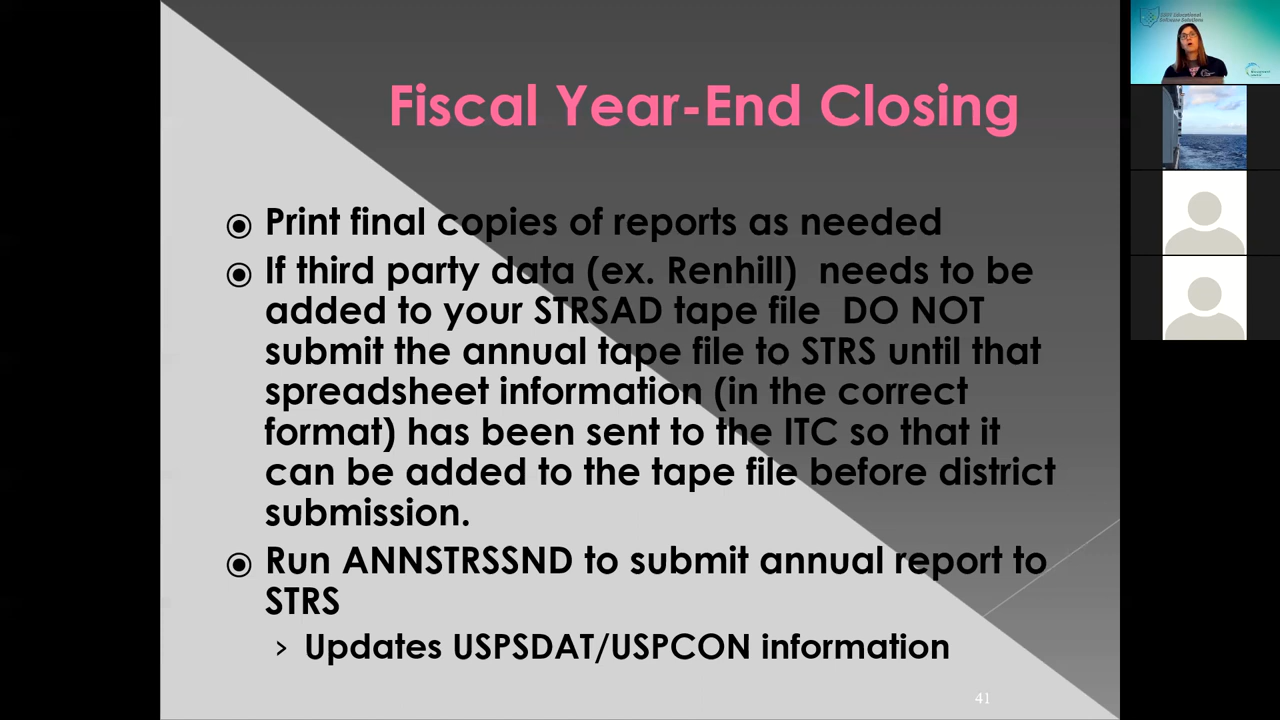 Fiscal Year-End Closing
Print final copies of reports as needed
If third party data (ex. Renhill) needs to be
added to your STRSAD tape file DO NOT
submit the annual tape file to STRS until that
spreadsheet information (in the correct
format) has been sent to the ITC so that it
can be added to the tape file before district
submission.
Run ANNSTRSSND to submit annual report to
STRS
Updates USPSDAT/USPCON information
41